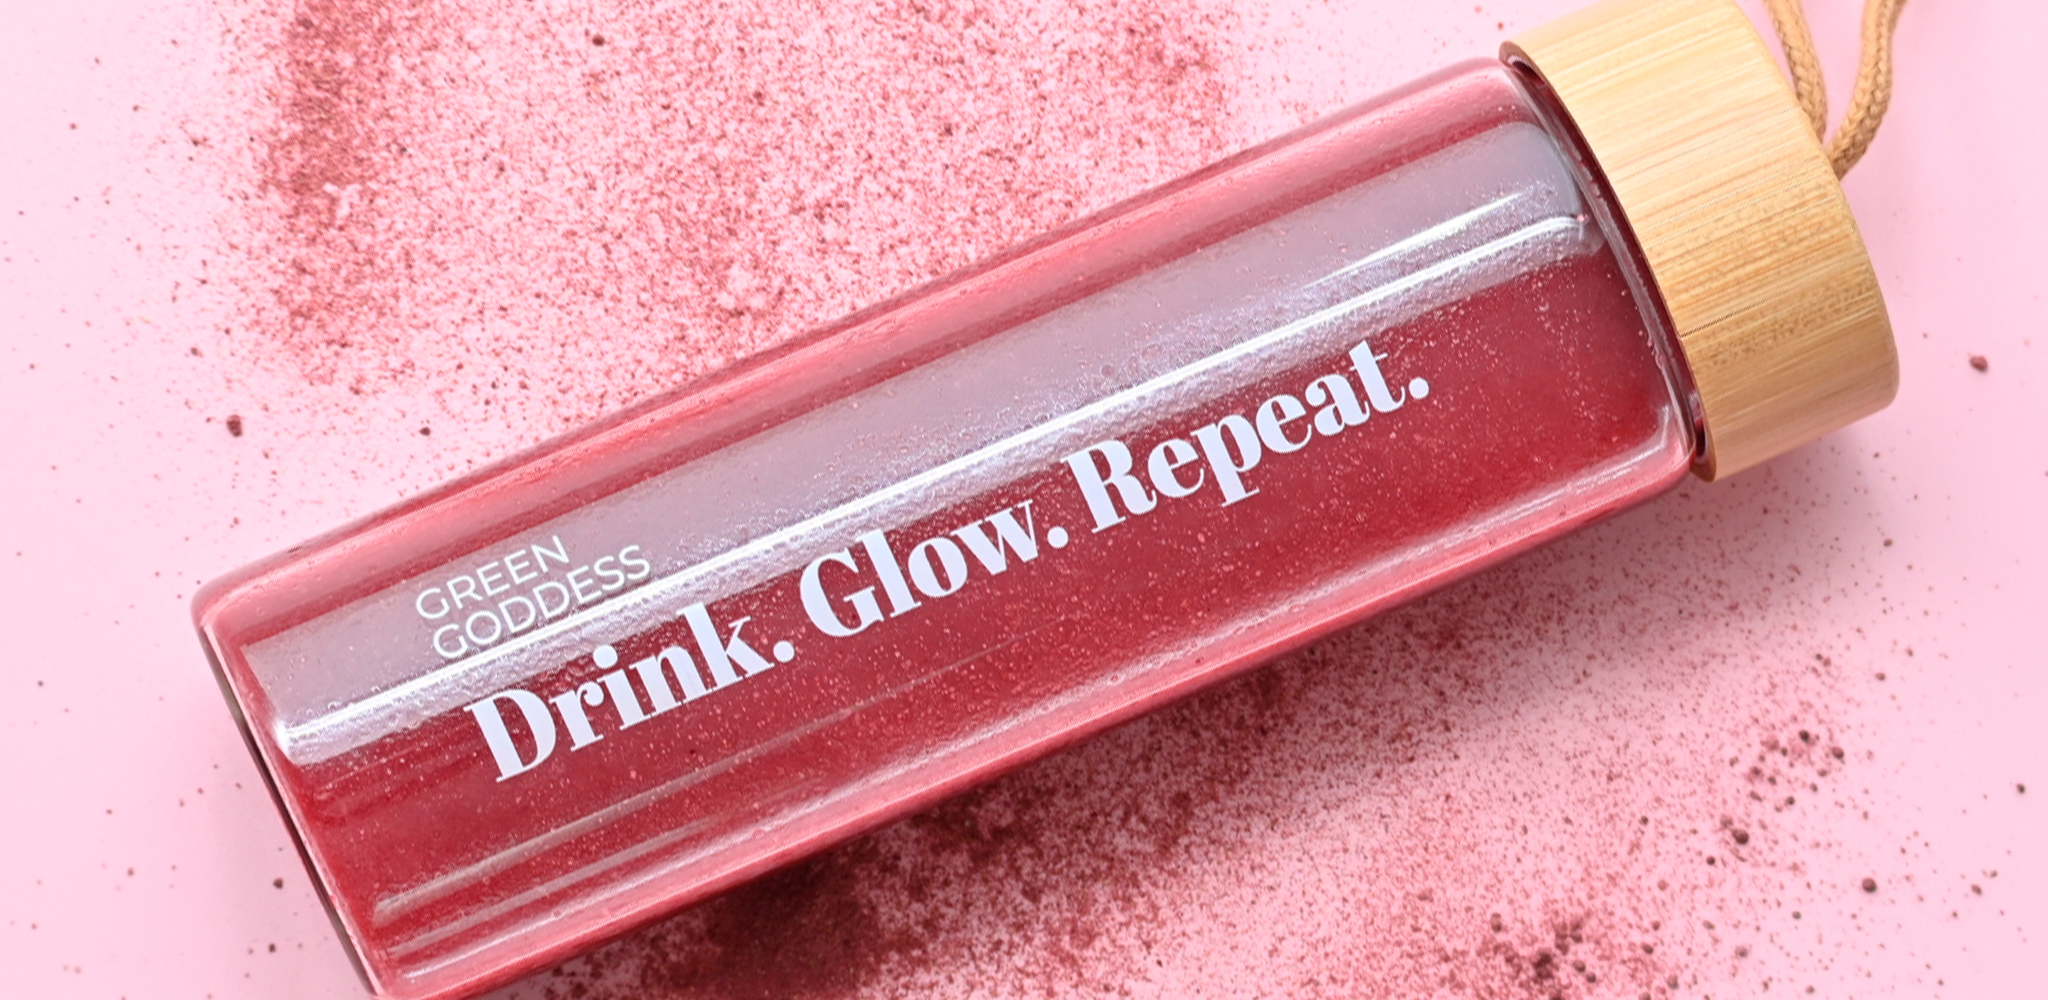 GREEN
GODDESS
Drink. Glow. Repeat.